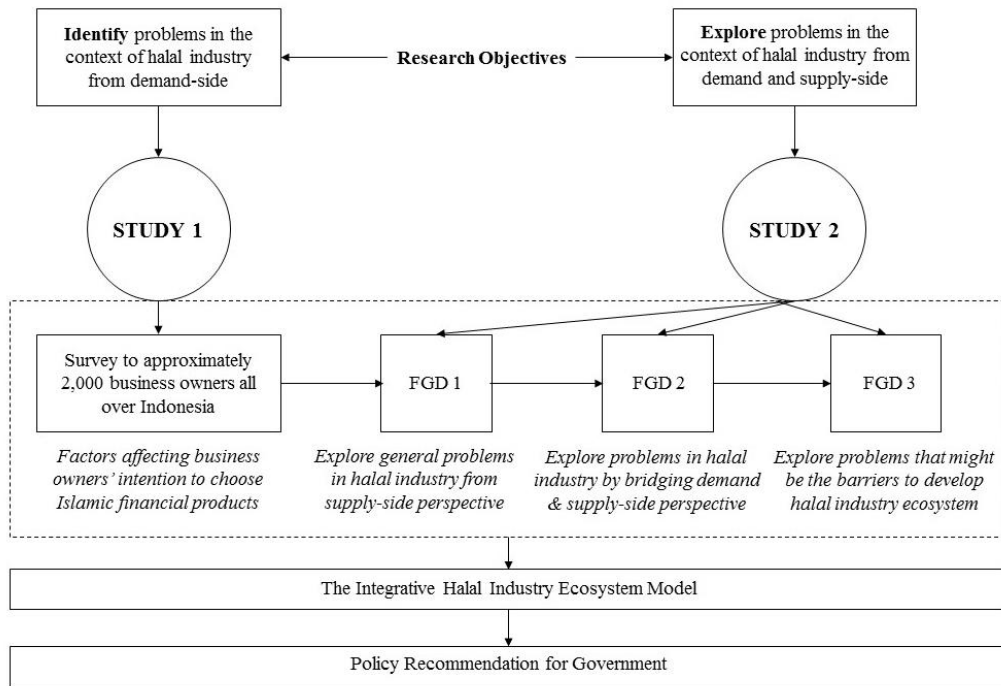 Identify problems in the
context of halal industry
from demand-side
Research Objectives
Explore problems in the
context of halal industry from
demand and supply-side
STUDY 1
STUDY 2
Survey to approximately
2,000 business owners all
over Indonesia
FGD 1
FGD 2
FGD 3
Factors affecting business
owners’ intention to choose
Islamic financial products
Explore general problems
in halal industry from
supply-side perspective
Explore problems in halal
industry by bridging demand
& supply-side perspective
Explore problems that might
be the barriers to develop
halal industry ecosystem
The Integrative Halal Industry Ecosystem Model
Policy Recommendation for Government